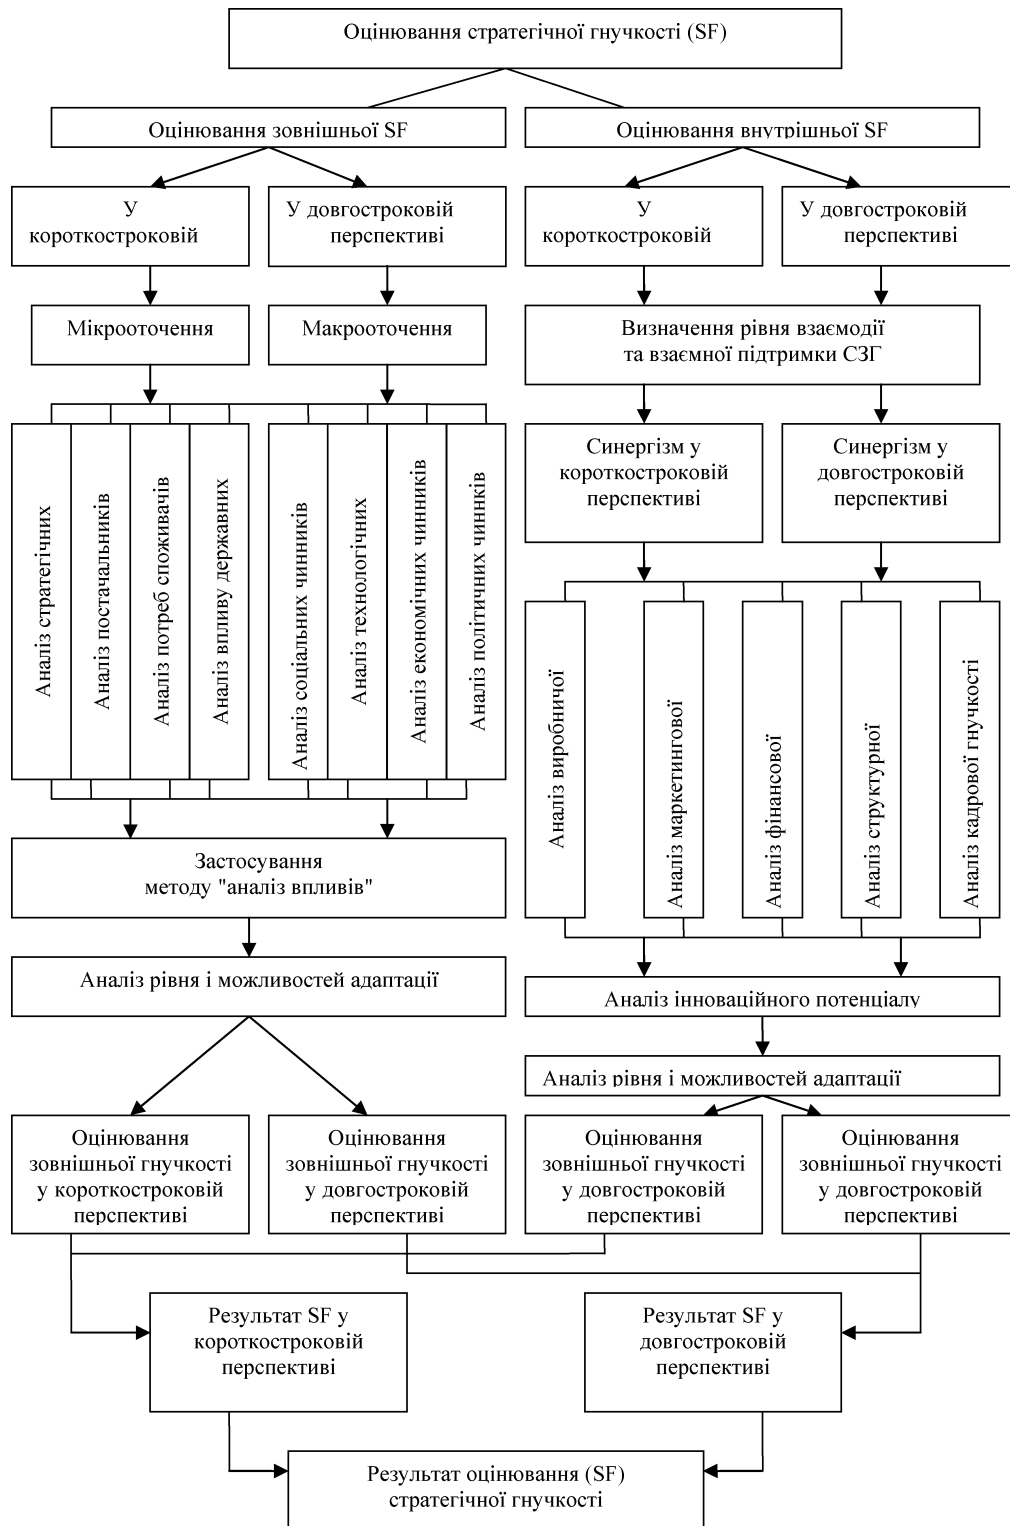 Оцінювання стратегічної гнучкості (SF)
Оцінювання зовнішньої SF
Оцінювання внутрішньої SF
У
короткостроковій
У довгостроковій
перспективі
У
короткостроковій
У довгостроковій
перспективі
Мікрооточення
Макрооточення
Визначення рівня взаємодії
та взаємної підтримки СЗГ
Аналіз стратегічних
Аналіз постачальників
Аналіз потреб споживачів
Аналіз впливу державних
Аналіз соціальних чинників
Аналіз технологічних
Аналіз економічних чинників
Аналіз політичних чиннків
Синергізм у
короткостроковій
перспективі
Синергізм у
довгостроковій
перспективі
Аналіз виробничої
Аналіз маркетингової
Аналіз фінансової
Аналіз структурної
Аналіз кадрової гнучкості
Застосування
методу "аналіз впливів"
Аналіз рівня і можливостей адаптації
Аналіз інноваційного потенціалу
Аналіз рівня і можливостей адаптації
Оцінювання
зовнішньої гнучкості
у короткостроковій
перспективі
Оцінювання
зовнішньої гнучкості
у довгостроковій
перспективі
Оцінювання
зовнішньої гнучкості
у довгостроковій
перспективі
Оцінювання
зовнішньої гнучкості
у довгостроковій
перспективі
Результат SF у
короткостроковій
перспективі
Результат SF у
довгостроковій
перспективі
Результат оцінювання (SF)
стратегічної гнучкості